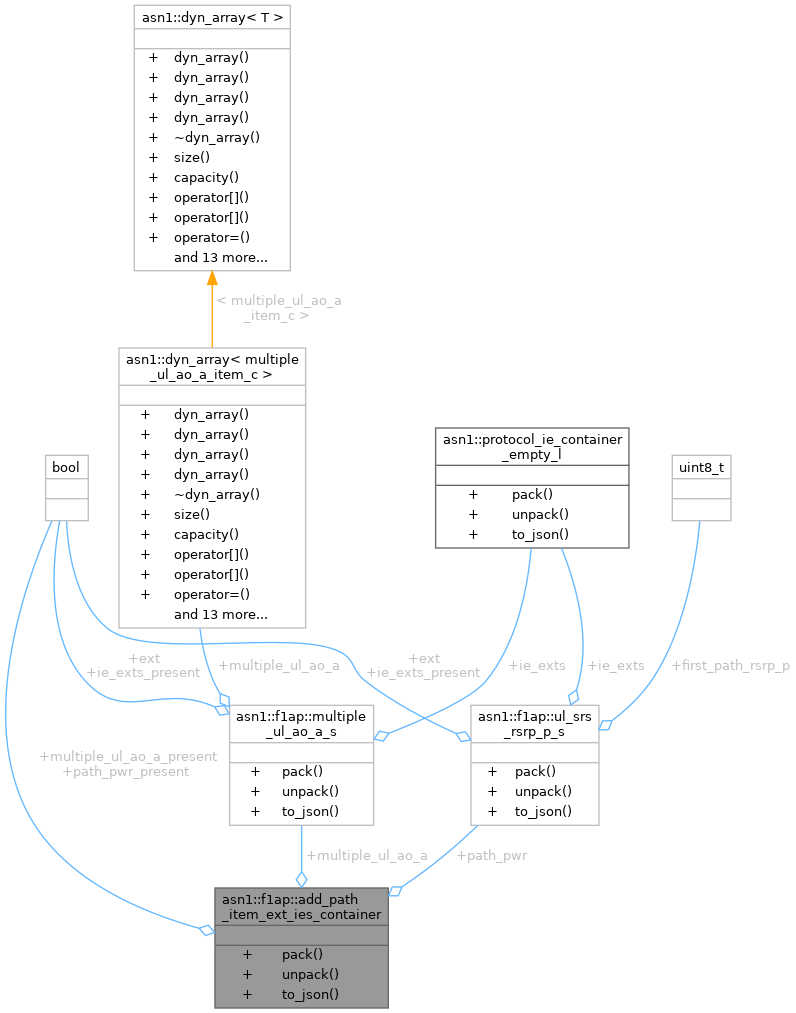 asn1::dyn_array< T >
+ dyn_array()
+ dyn_array()
+ dyn_array()
+ dyn_array()
+ ~dyn_array()
+ size()
+ capacity()
+ operator[]()
+ operator[]()
+ operator=()
and 13 more...
< multiple_ul_ao_a
_item_c >
asn1::dyn_array< multiple
_ul_ao_a_item_c >
+ dyn_array()
+ dyn_array()
+ dyn_array()
+ dyn_array()
+ ~dyn_array()
+ size()
+ capacity()
+ operator[]()
+ operator[]()
+ operator=()
and 13 more...
bool
asn1::protocol_ie_container
_empty_l
+ pack()
+ unpack()
+ to_json()
uint8_t
+ext
+ie_exts_present
+multiple_ul_ao_a
+ext
+ie_exts_present
+ie_exts
+ie_exts
+first_path_rsrp_p
asn1::f1ap::multiple
_ul_ao_a_s
+ pack()
+ unpack()
+ to_json()
asn1::f1ap::ul_srs
_rsrp_p_s
+ pack()
+ unpack()
+ to_json()
+multiple_ul_ao_a_present
+path_pwr_present
+multiple_ul_ao_a
+path_pwr
asn1::f1ap::add_path
_item_ext_ies_container
+ pack()
+ unpack()
+ to_json()